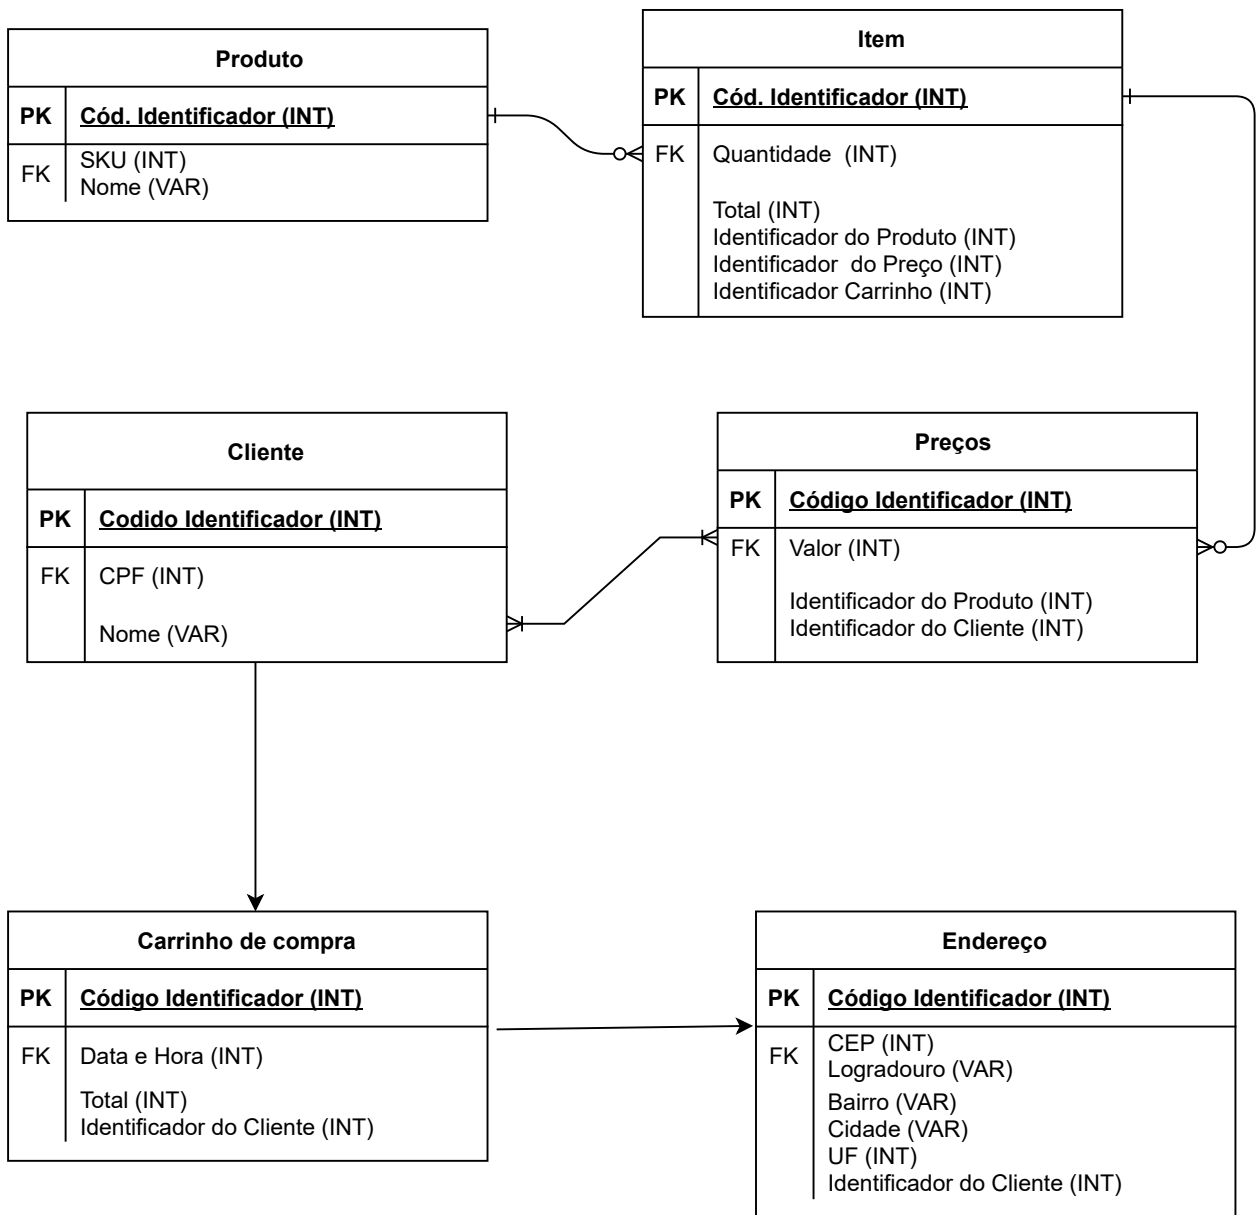 Produto
PK Cód. Identificador (INT)
FK SKU (INT)
Nome (VAR)
Item
PK Cód. Identificador (INT)
FK Quantidade (INT)
Total (INT)
Identificador do Produto (INT)
Identificador do Preço (INT)
Identificador Carrinho (INT)
Cliente
PK Codido Identificador (INT)
FK CPF (INT)
Nome (VAR)
Preços
PK Código Identificador (INT)
FK Valor (INT)
Identificador do Produto (INT)
Identificador do Cliente (INT)
Carrinho de compra
PK Código Identificador (INT)
FK Data e Hora (INT)
Total (INT)
Identificador do Cliente (INT)
Endereço
PK Código Identificador (INT)
FK CEP (INT)
Logradouro (VAR)
Bairro (VAR)
Cidade (VAR)
UF (INT)
Identificador do Cliente (INT)